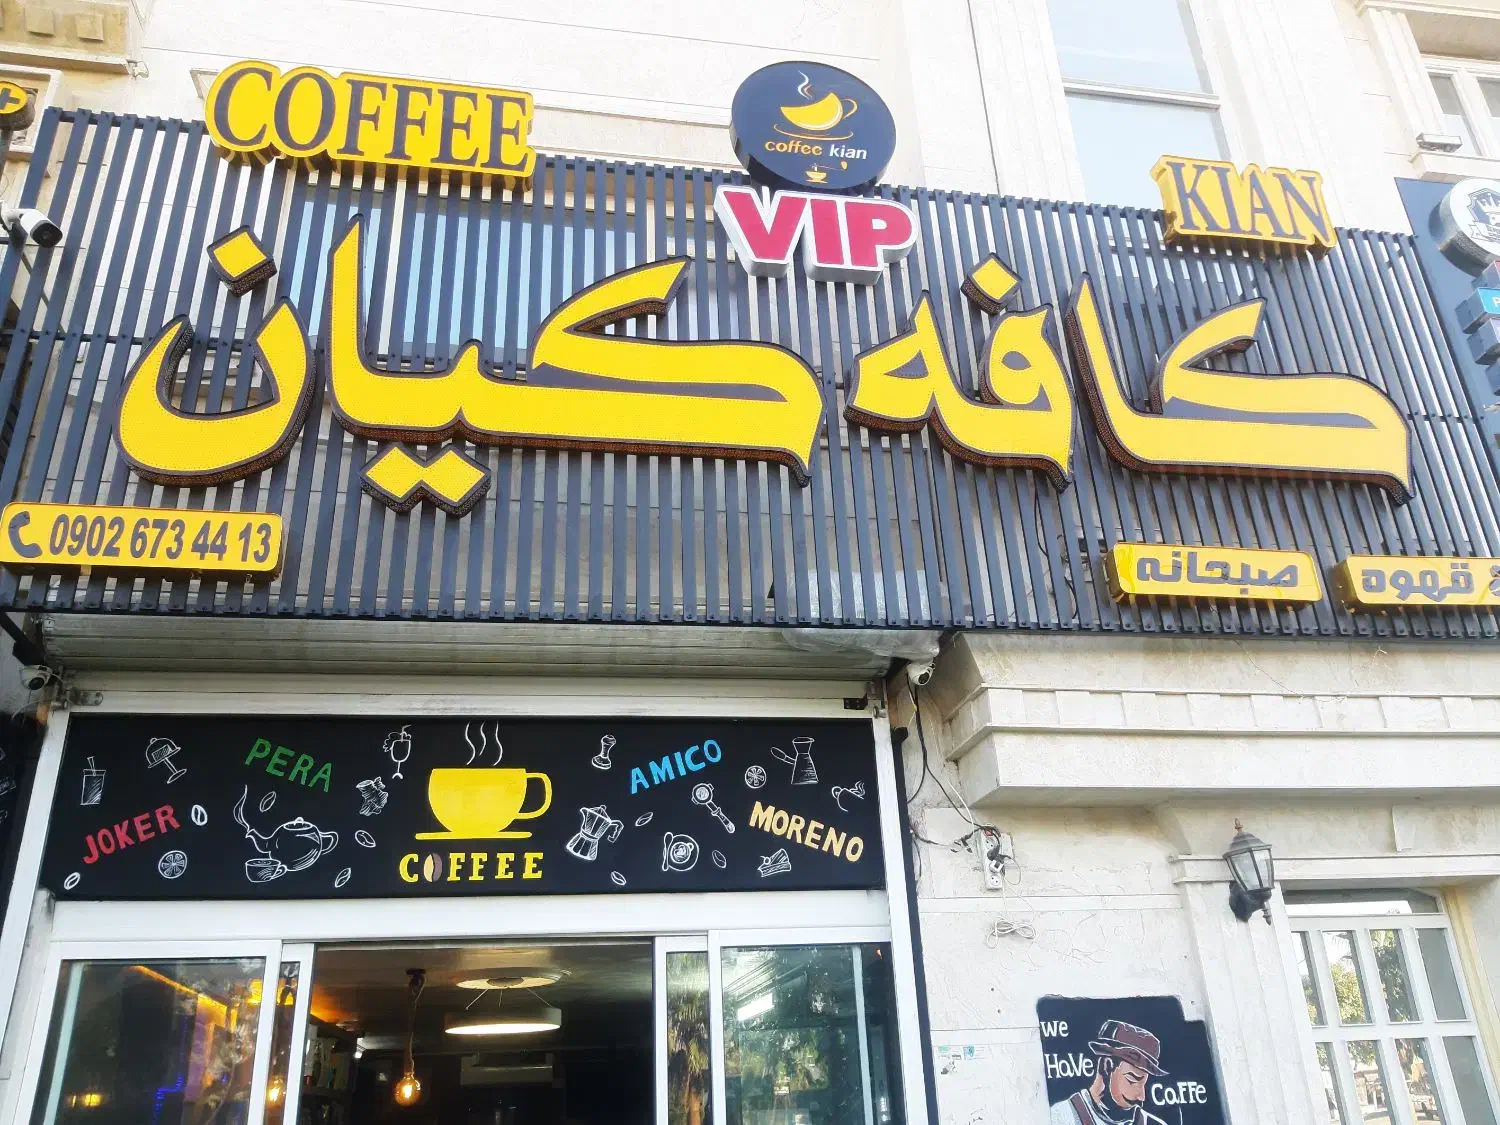 COFFEE
coffee kian
VIP
KIAN
کافه کیان
0902 673 44 13
صبحانه
قهوه
PERA
AMICO
JOKER
MORENO
COFFEE
We
Have
Caffe